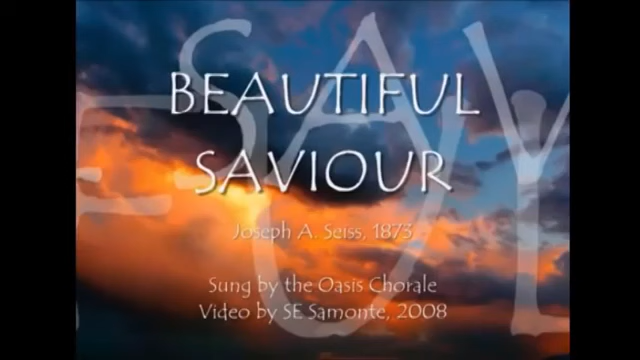 BEAUTIFUL
SAVIOUR
Joseph A. Seiss, 1873
Sung by the Oasis Chorale
Video by SE Samonte, 2008